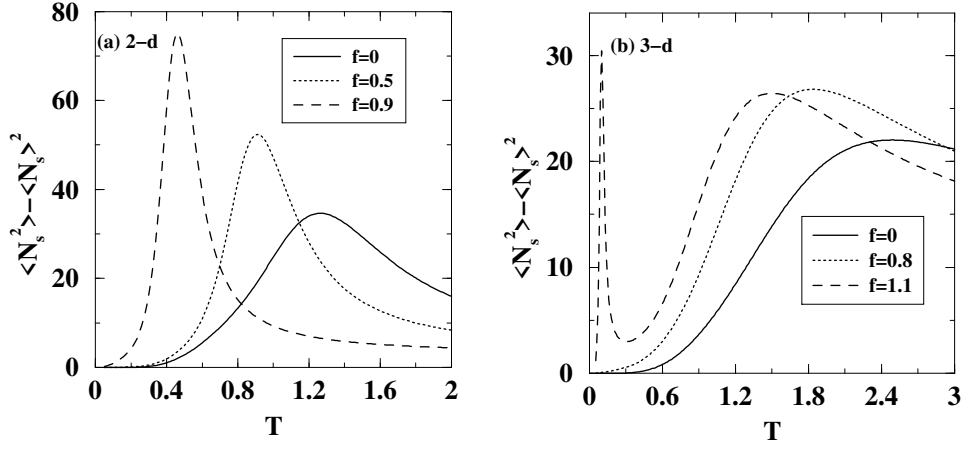 (a) 2-d
f=0
f=0.5
f=0.9
80
60
40
20
0
0 0.4 0.8 1.2 1.6 2
T
<N_s^2>-<N_s>^2
(b) 3-d
f=0
f=0.8
f=1.1
30
20
10
0
0 0.6 1.2 1.8 2.4 3
T
<N_s^2>-<N_s>^2